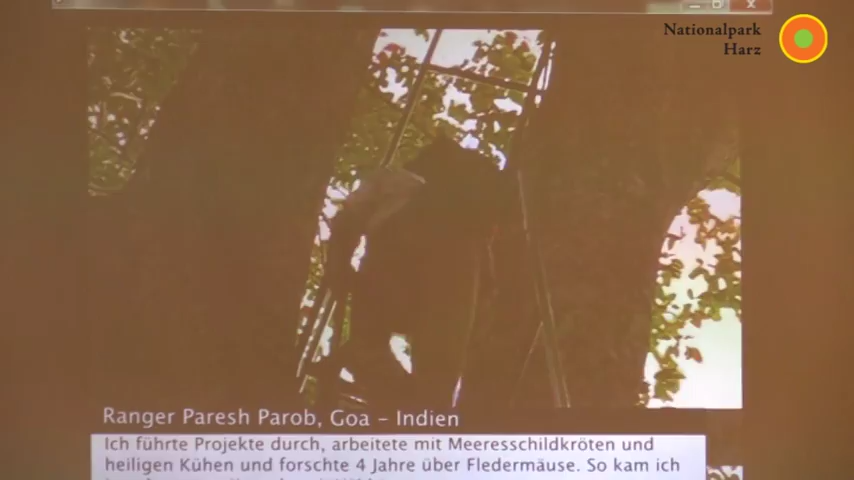 Nationalpark
Harz
Ranger Paresh Parob, Goa - Indien
Ich führte Projekte durch, arbeitete mit Meeresschildkröten und
heiligen Kühen und forschte 4 Jahre über Fledermäuse. So kam ich